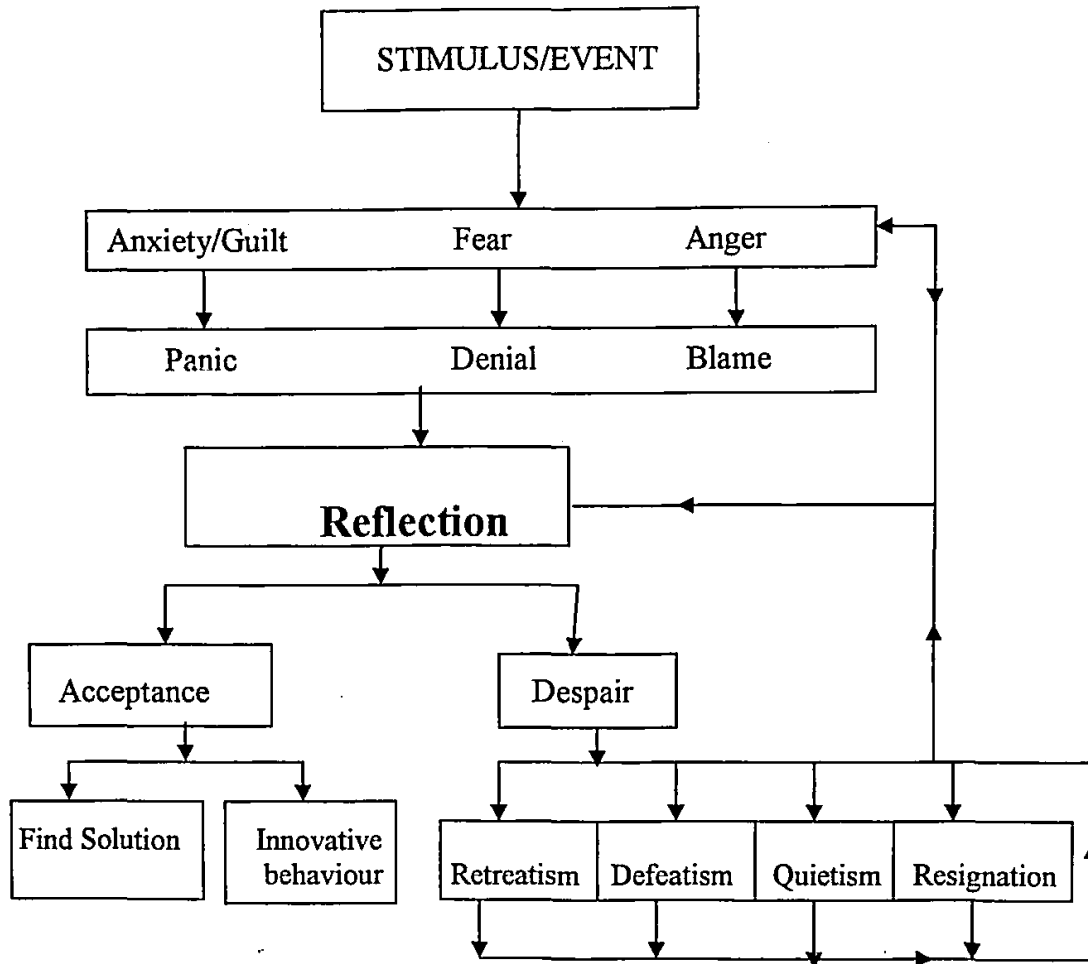 STIMULUS/EVENT
Anxiety/Guilt Fear Anger
Panic Denial Blame
Reflection
Acceptance Despair
Find Solution Innovative
behaviour
Retreatism Defeatism Quietism Resignation